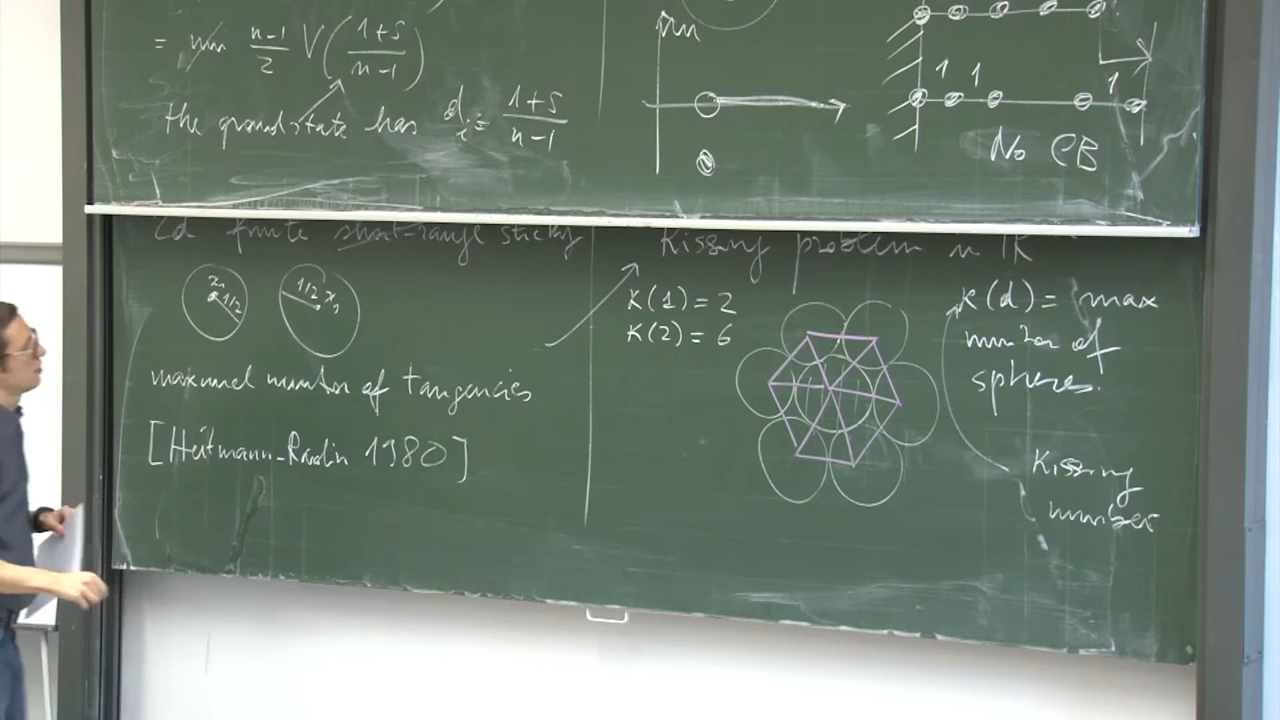 = min n-1/2 V(1+δ/n-1)
the groundstate has d_i = 1+δ/n-1
1 1 1
No CB
2d finite short-range sticky
x_i 1/2
1/2 x_j
maximal number of tangencies
[Heitmann-Radin 1980]
Kissing problem in ℝ
K(1) = 2
K(2) = 6
K(d) = max
number of
spheres.
Kissing
number